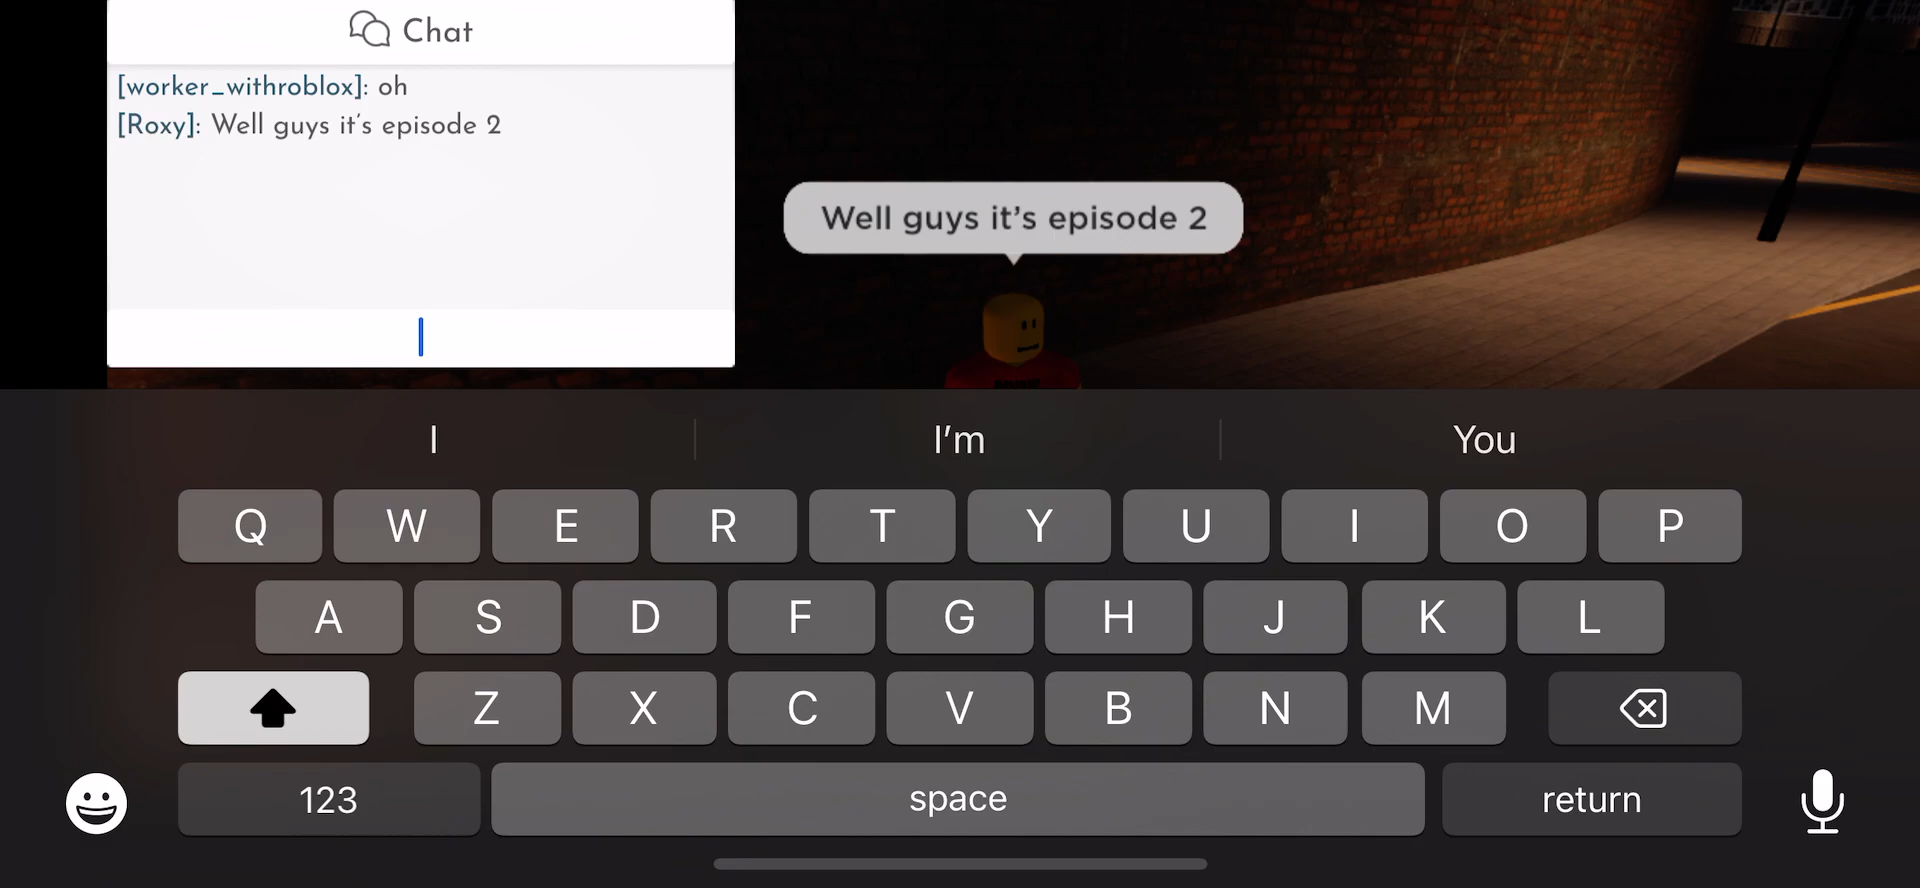 Chat
[worker_withroblox]: oh
[Roxy]: Well guys it’s episode 2
Well guys it’s episode 2
I I’m You
Q W E R T Y U I O P
A S D F G H J K L
Z X C V B N M
123 space return